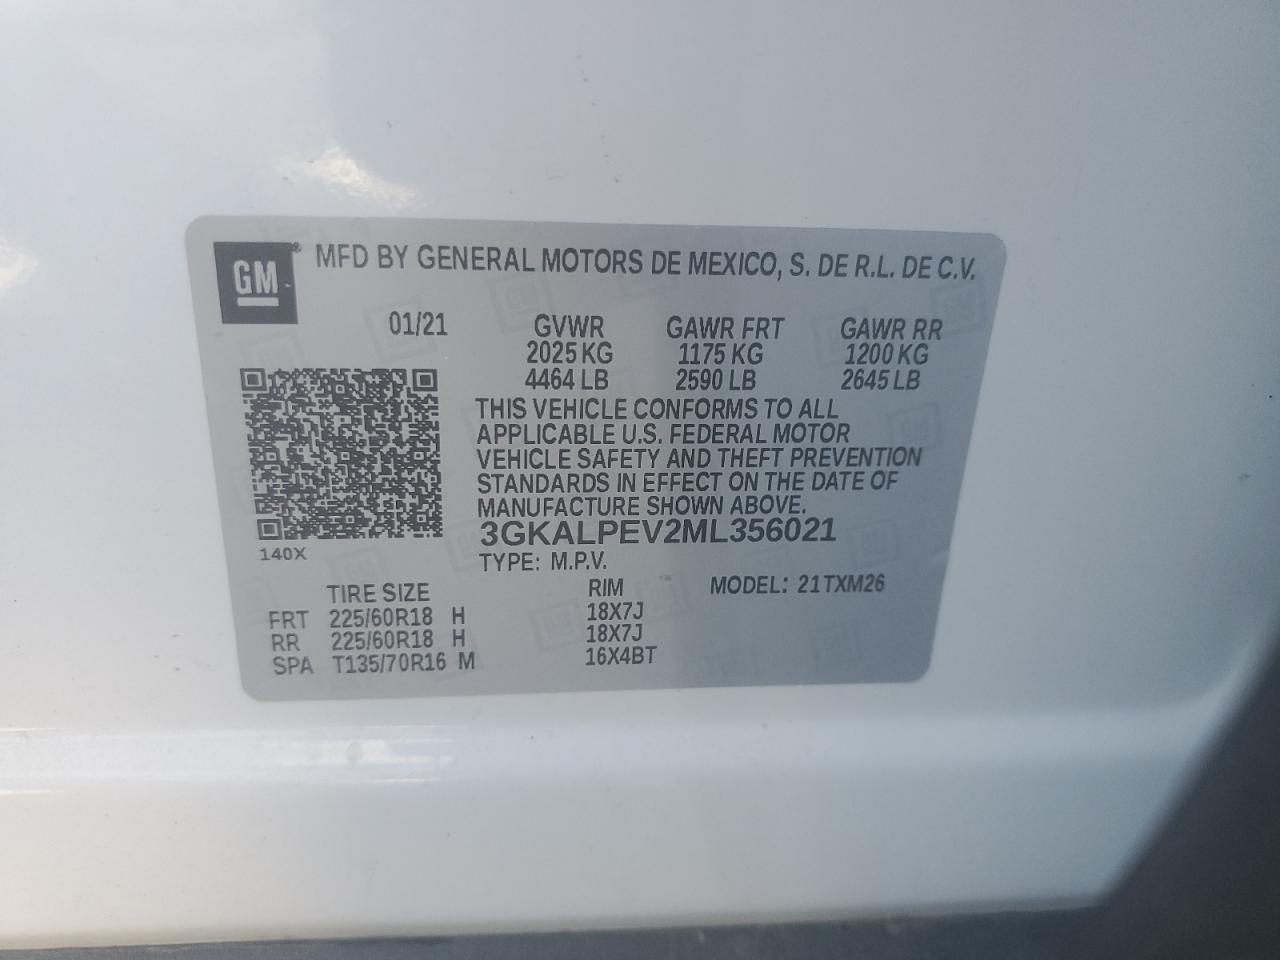 GM ® MFD BY GENERAL MOTORS DE MEXICO, S. DE R.L. DE C.V.
01/21 GVWR GAWR FRT GAWR RR
2025 KG 1175 KG 1200 KG
4464 LB 2590 LB 2645 LB
THIS VEHICLE CONFORMS TO ALL
APPLICABLE U.S. FEDERAL MOTOR
VEHICLE SAFETY AND THEFT PREVENTION
STANDARDS IN EFFECT ON THE DATE OF
MANUFACTURE SHOWN ABOVE.
3GKALPEV2ML356021
140X
TYPE: M.P.V.
TIRE SIZE RIM MODEL: 21TXM26
FRT 225/60R18 H 18X7J
RR 225/60R18 H 18X7J
SPA T135/70R16 M 16X4BT